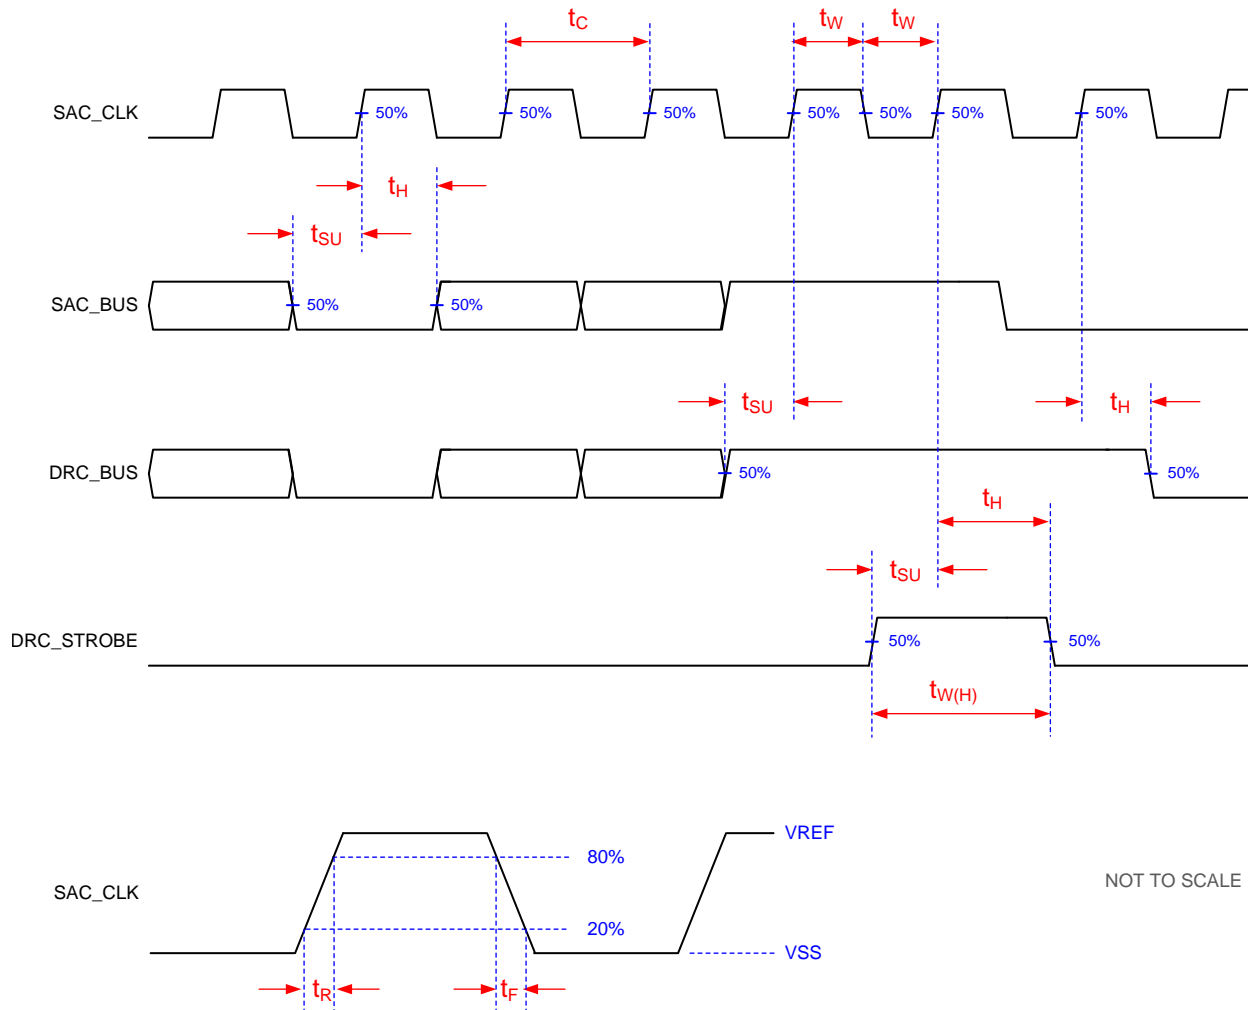 tC tW tW
SAC_CLK 50% 50% 50% 50% 50% 50% 50%
tH
tSU
SAC_BUS 50% 50%
tSU tH
DRC_BUS 50% 50%
tH
tSU
DRC_STROBE 50% 50%
tW(H)
VREF
80%
SAC_CLK NOT TO SCALE
20%
VSS
tR tF